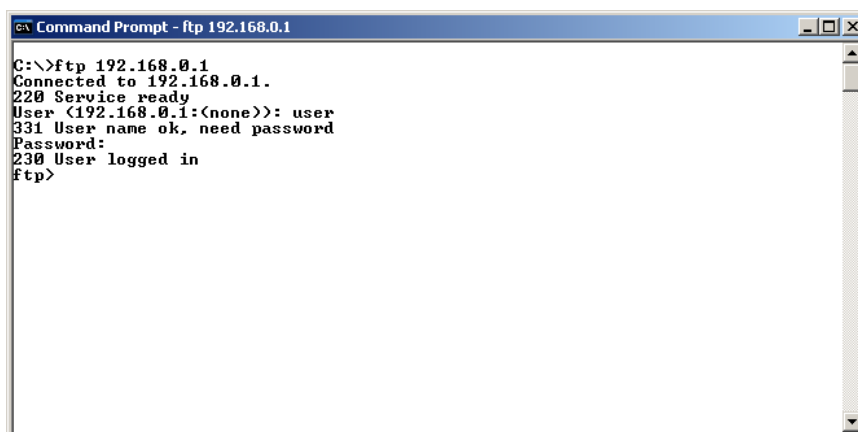 Command Prompt - ftp 192.168.0.1
C:\>ftp 192.168.0.1
Connected to 192.168.0.1.
220 Service ready
User (192.168.0.1:(none)): user
331 User name ok, need password
Password:
230 User logged in
ftp>